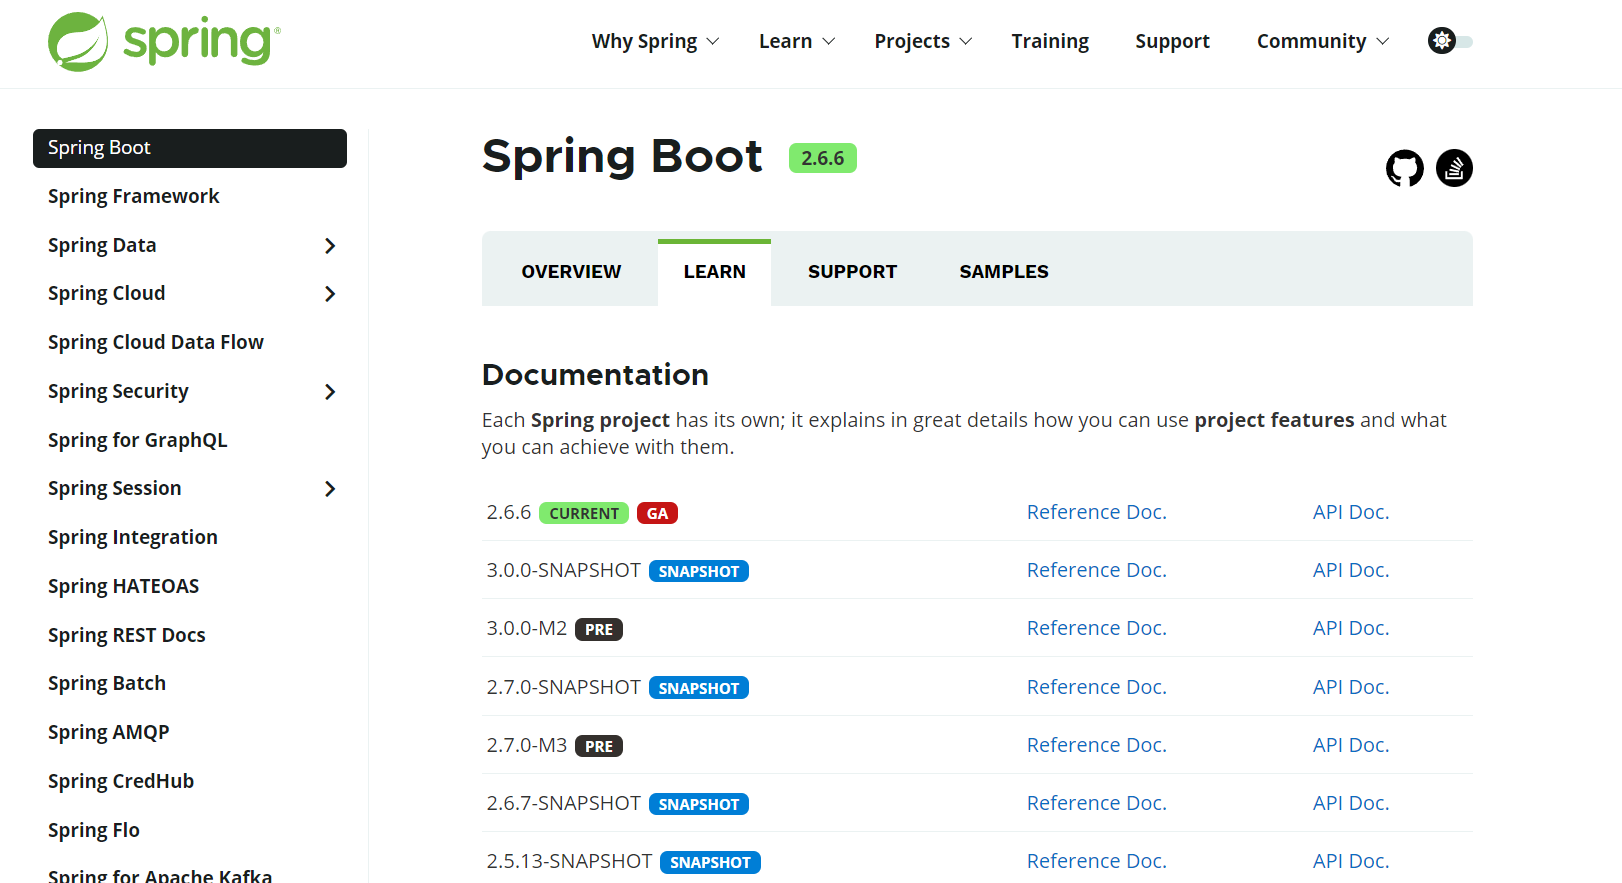 spring®
Why Spring
Learn
Projects
Training
Support
Community
Spring Boot
Spring Framework
Spring Data
Spring Cloud
Spring Cloud Data Flow
Spring Security
Spring for GraphQL
Spring Session
Spring Integration
Spring HATEOAS
Spring REST Docs
Spring Batch
Spring AMQP
Spring CredHub
Spring Flo
Spring for Apache Kafka
Spring Boot 2.6.6
OVERVIEW
LEARN
SUPPORT
SAMPLES
Documentation
Each Spring project has its own; it explains in great details how you can use project features and what
you can achieve with them.
2.6.6 CURRENT GA Reference Doc. API Doc.
3.0.0-SNAPSHOT SNAPSHOT Reference Doc. API Doc.
3.0.0-M2 PRE Reference Doc. API Doc.
2.7.0-SNAPSHOT SNAPSHOT Reference Doc. API Doc.
2.7.0-M3 PRE Reference Doc. API Doc.
2.6.7-SNAPSHOT SNAPSHOT Reference Doc. API Doc.
2.5.13-SNAPSHOT SNAPSHOT Reference Doc. API Doc.